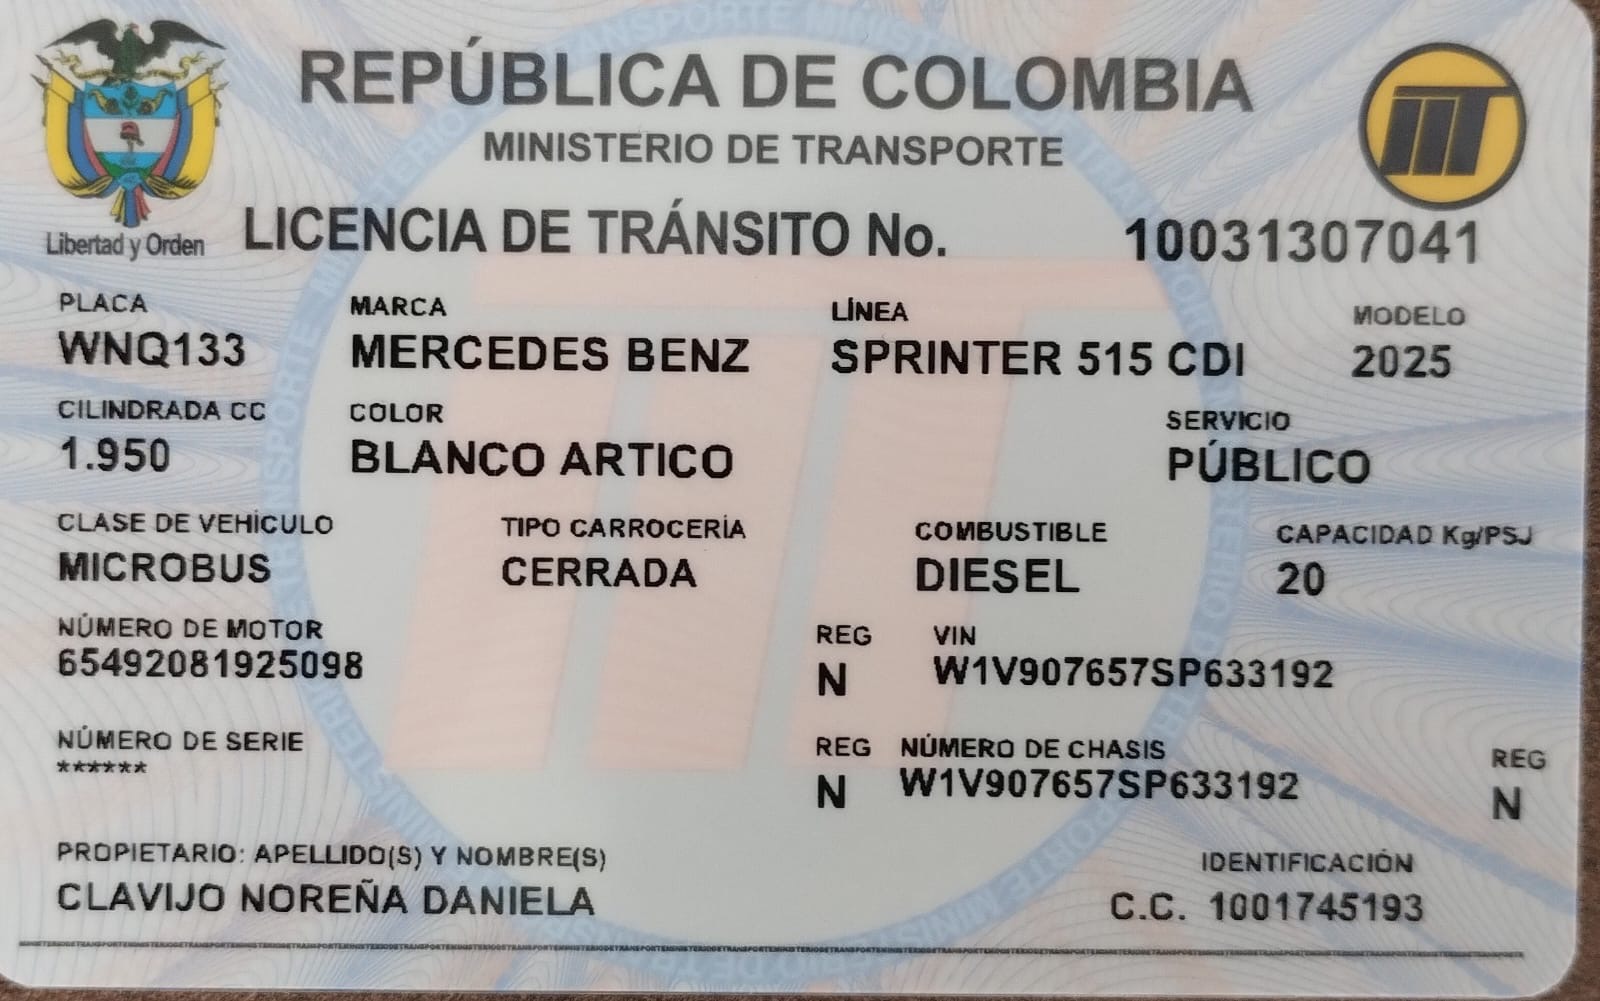 REPÚBLICA DE COLOMBIA
MINISTERIO DE TRANSPORTE
Libertad y Orden
LICENCIA DE TRÁNSITO No. 10031307041
PLACA MARCA LÍNEA MODELO
WNQ133 MERCEDES BENZ SPRINTER 515 CDI 2025
CILINDRADA CC COLOR SERVICIO
1.950 BLANCO ARTICO PÚBLICO
CLASE DE VEHÍCULO TIPO CARROCERÍA COMBUSTIBLE CAPACIDAD Kg/PSJ
MICROBUS CERRADA DIESEL 20
NÚMERO DE MOTOR REG VIN
65492081925098 N W1V907657SP633192
NÚMERO DE SERIE REG NÚMERO DE CHASIS REG
****** N W1V907657SP633192 N
PROPIETARIO: APELLIDO(S) Y NOMBRE(S) IDENTIFICACIÓN
CLAVIJO NOREÑA DANIELA C.C. 1001745193